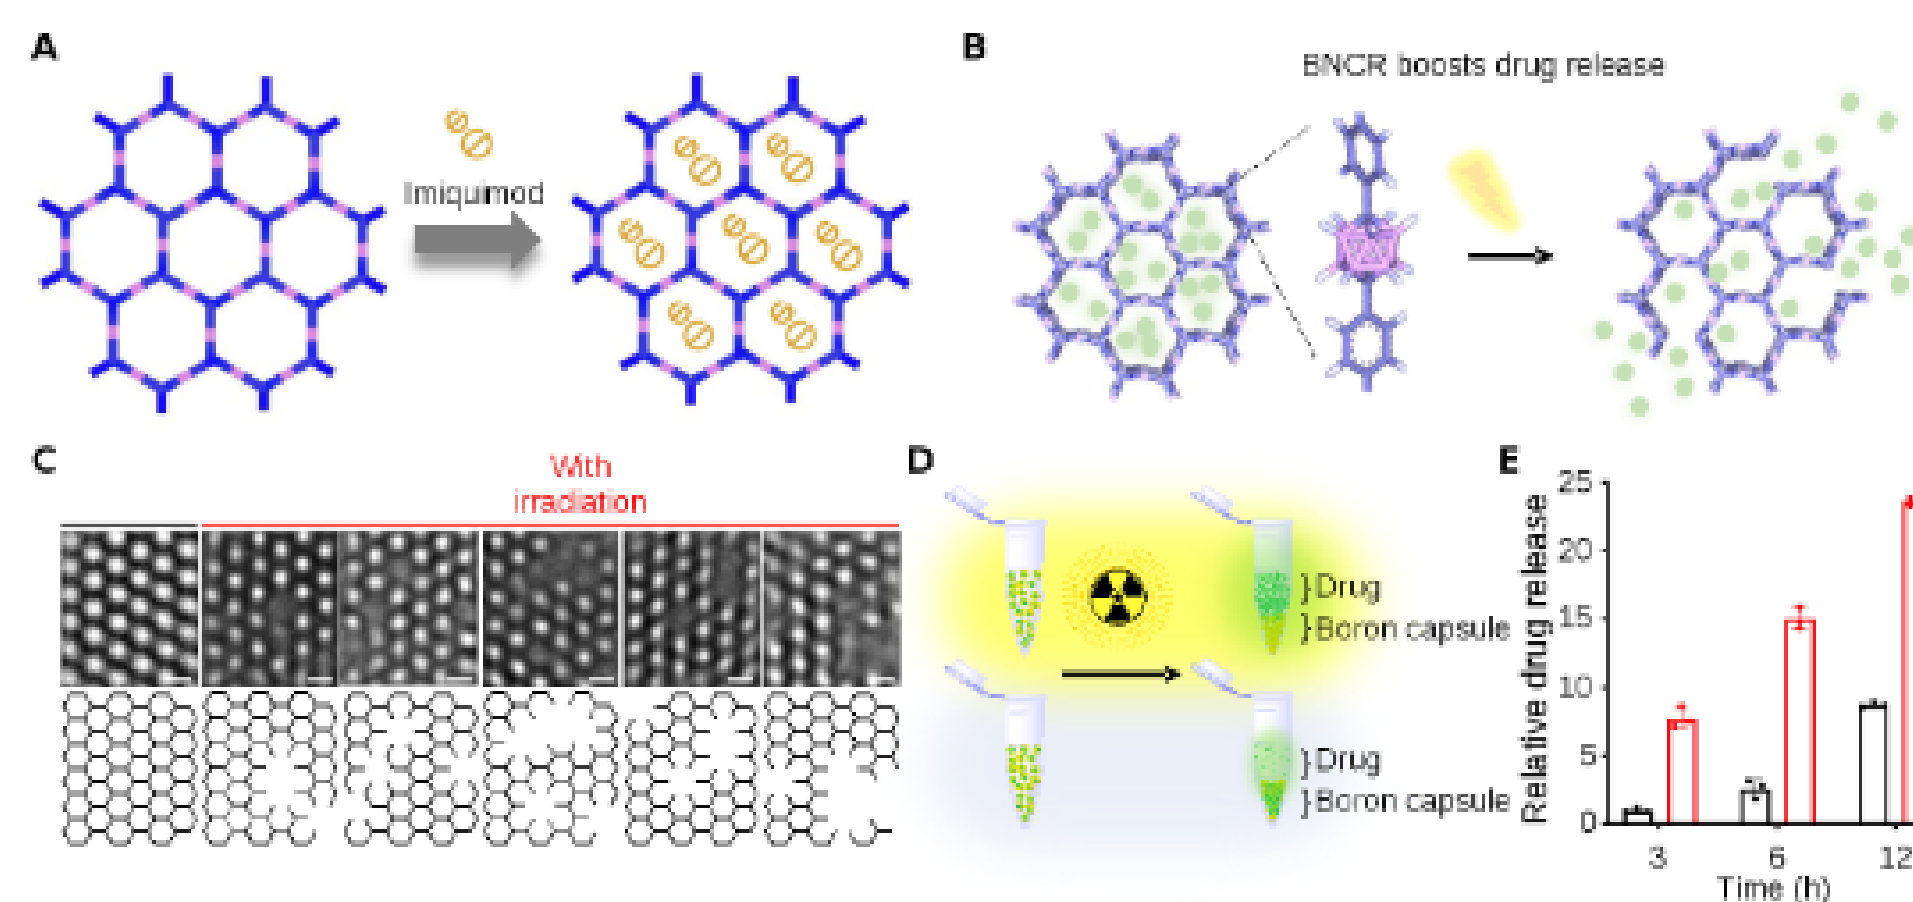 A
Imiquimod
B
BNCR boosts drug release
C
With
irradiation
D
}Drug
}Boron capsule
}Drug
}Boron capsule
E
Relative drug release
25
20
15
10
5
0
3
6
12
Time (h)